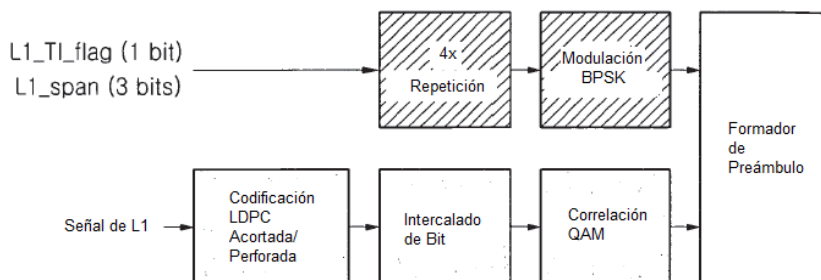 L1_TI_flag (1 bit)
L1_span (3 bits)
4x
Repetición
Modulación
BPSK
Formador
de
Preámbulo
Señal de L1
Codificación
LDPC
Acortada/
Perforada
Intercalado
de Bit
Correlación
QAM